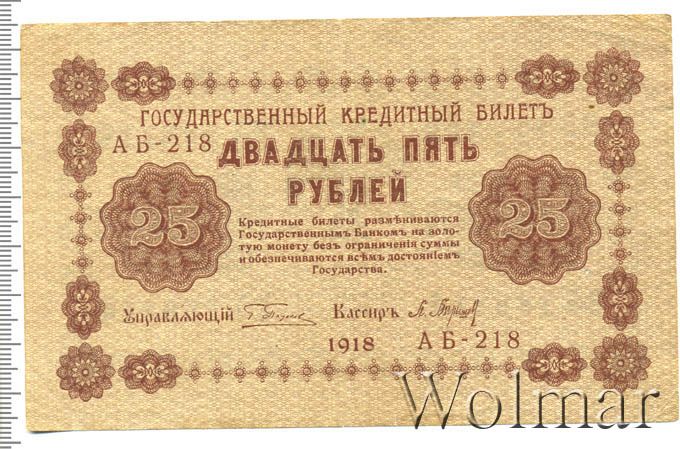 ГОСУДАРСТВЕННЫЙ КРЕДИТНЫЙ БИЛЕТЪ
АБ-218
ДВАДЦАТЬ ПЯТЬ
РУБЛЕЙ
25
25
Кредитные билеты размѣниваются
Государственнымъ Банкомъ на золо-
тую монету безъ ограниченія суммы
и обезпечиваются всѣмъ достояніемъ
Государства.
Управляющій
Кассиръ
1918
АБ-218
Wolmar